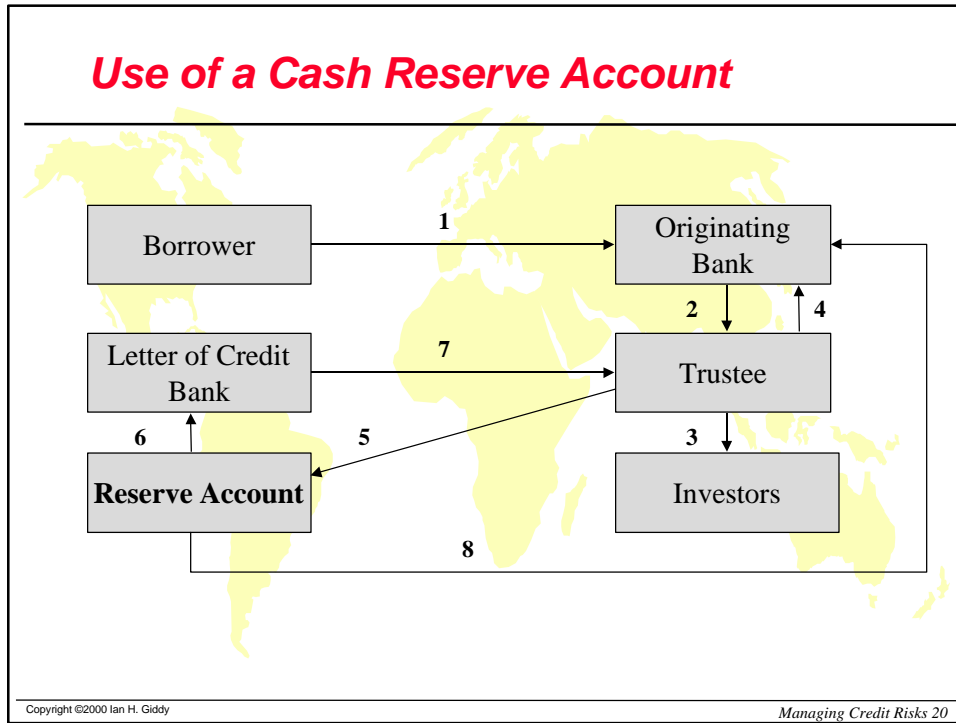 Use of a Cash Reserve Account
Borrower
1
Originating
Bank
2
4
Letter of Credit
Bank
7
Trustee
6
5
3
Reserve Account
Investors
8
Copyright ©2000 Ian H. Giddy
Managing Credit Risks 20